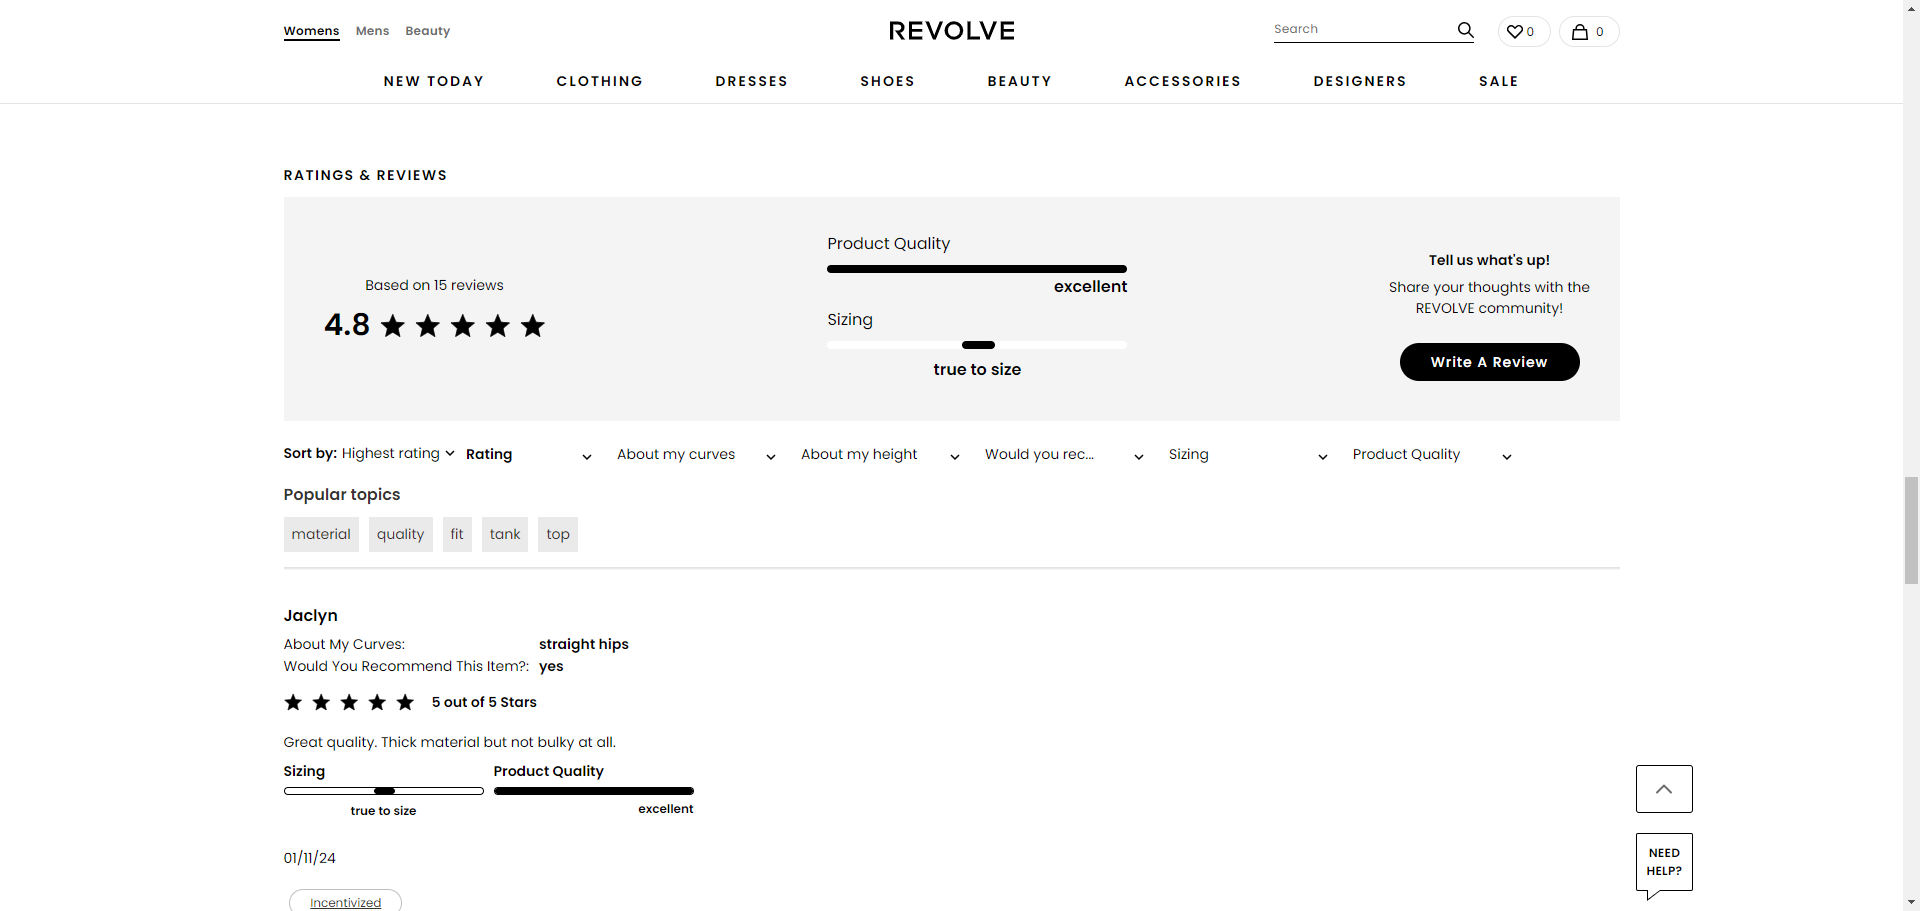 Womens Mens Beauty
REVOLVE
Search
0
0
NEW TODAY CLOTHING DRESSES SHOES BEAUTY ACCESSORIES DESIGNERS SALE
RATINGS & REVIEWS
Based on 15 reviews
4.8
Product Quality
excellent
Sizing
true to size
Tell us what's up!
Share your thoughts with the
REVOLVE community!
Write A Review
Sort by: Highest rating Rating About my curves About my height Would you rec... Sizing Product Quality
Popular topics
material quality fit tank top
Jaclyn
About My Curves: straight hips
Would You Recommend This Item?: yes
5 out of 5 Stars
Great quality. Thick material but not bulky at all.
Sizing Product Quality
true to size excellent
01/11/24
Incentivized
NEED
HELP?